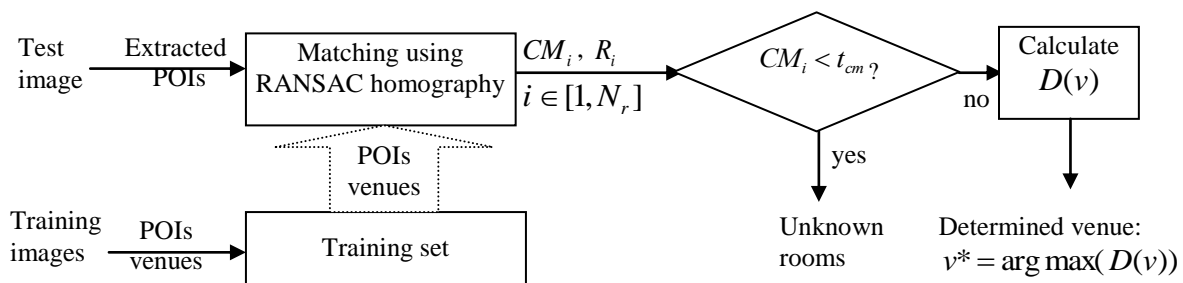 Test
image
Extracted
POIs
Matching using
RANSAC homography
CM_i , R_i
i ∈ [1, N_r]
CM_i < t_cm ?
no
Calculate
D(v)
yes
POIs
venues
Training
images
POIs
venues
Training set
Unknown
rooms
Determined venue:
v* = arg max( D(v))